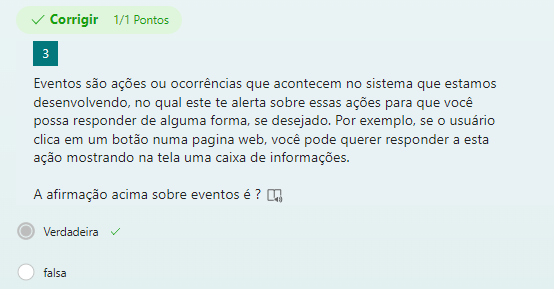 Corrigir 1/1 Pontos
3
Eventos são ações ou ocorrências que acontecem no sistema que estamos
desenvolvendo, no qual este te alerta sobre essas ações para que você
possa responder de alguma forma, se desejado. Por exemplo, se o usuário
clica em um botão numa pagina web, você pode querer responder a esta
ação mostrando na tela uma caixa de informações.
A afirmação acima sobre eventos é ?
Verdadeira
falsa